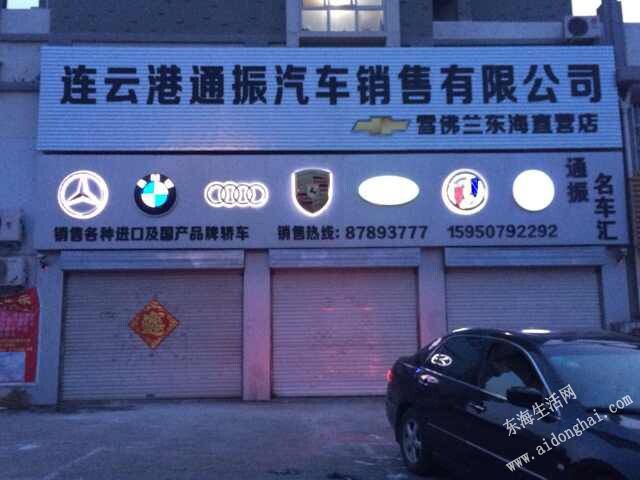 连云港通振汽车销售有限公司
雪佛兰东海直营店
通振
名车汇
销售各种进口及国产品牌轿车
销售热线: 87893777 15950792292
东海生活网
www.aidonghai.com